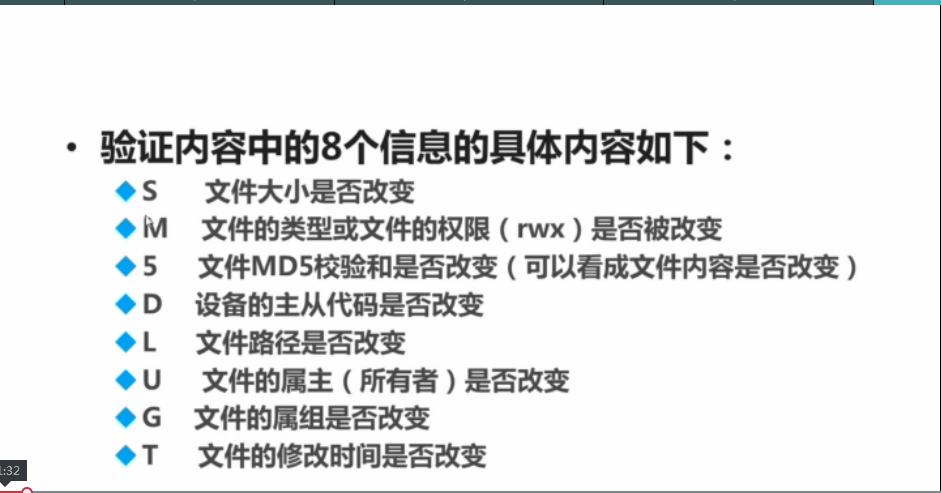 • 验证内容中的8个信息的具体内容如下：
◆S 文件大小是否改变
◆M 文件的类型或文件的权限（rwx）是否被改变
◆5 文件MD5校验和是否改变（可以看成文件内容是否改变）
◆D 设备的主从代码是否改变
◆L 文件路径是否改变
◆U 文件的属主（所有者）是否改变
◆G 文件的属组是否改变
◆T 文件的修改时间是否改变
:32